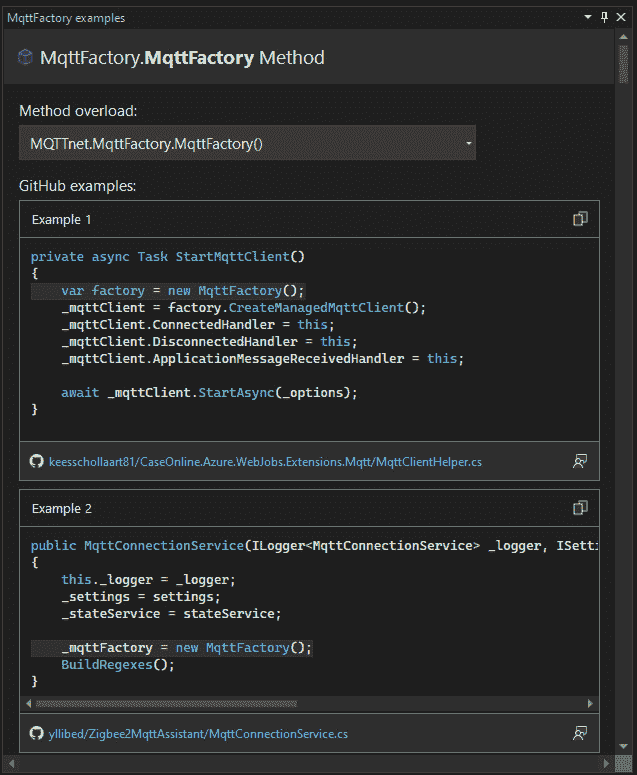 MqttFactory examples
MqttFactory.MqttFactory Method
Method overload:
MQTTnet.MqttFactory.MqttFactory()
GitHub examples:
Example 1
private async Task StartMqttClient()
{
    var factory = new MqttFactory();
    _mqttClient = factory.CreateManagedMqttClient();
    _mqttClient.ConnectedHandler = this;
    _mqttClient.DisconnectedHandler = this;
    _mqttClient.ApplicationMessageReceivedHandler = this;
    await _mqttClient.StartAsync(_options);
}
keesschollaart81/CaseOnline.Azure.WebJobs.Extensions.Mqtt/MqttClientHelper.cs
Example 2
public MqttConnectionService(ILogger<MqttConnectionService> _logger, ISetti
{
    this._logger = _logger;
    _settings = settings;
    _stateService = stateService;
    _mqttFactory = new MqttFactory();
    BuildRegexes();
}
yllibed/Zigbee2MqttAssistant/MqttConnectionService.cs